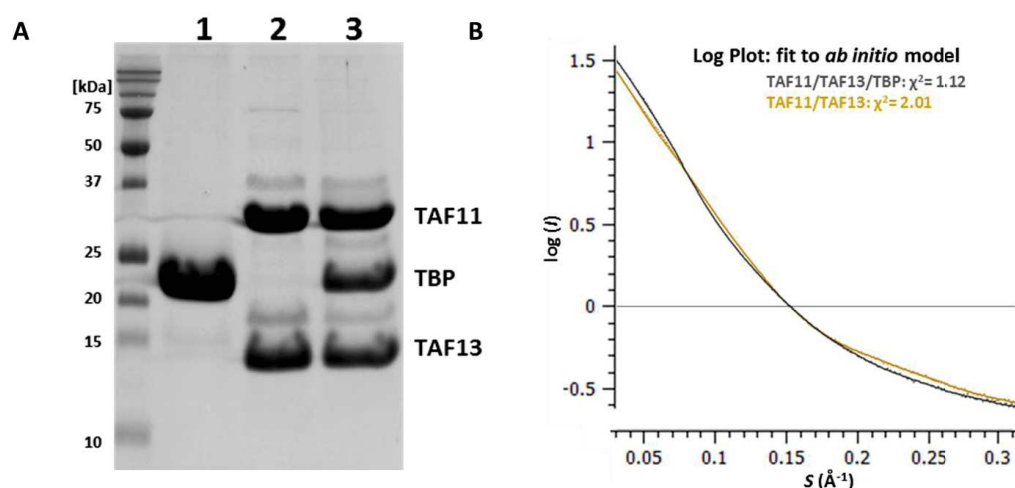 A
1 2 3
[kDa]
75
50
37
25
20
15
10
TAF11
TBP
TAF13
B
Log Plot: fit to ab initio model
TAF11/TAF13/TBP: χ²= 1.12
TAF11/TAF13: χ²= 2.01
log (I)
1.5
1
0.5
0
-0.5
0.05 0.1 0.15 0.2 0.25 0.3
S (Å⁻¹)